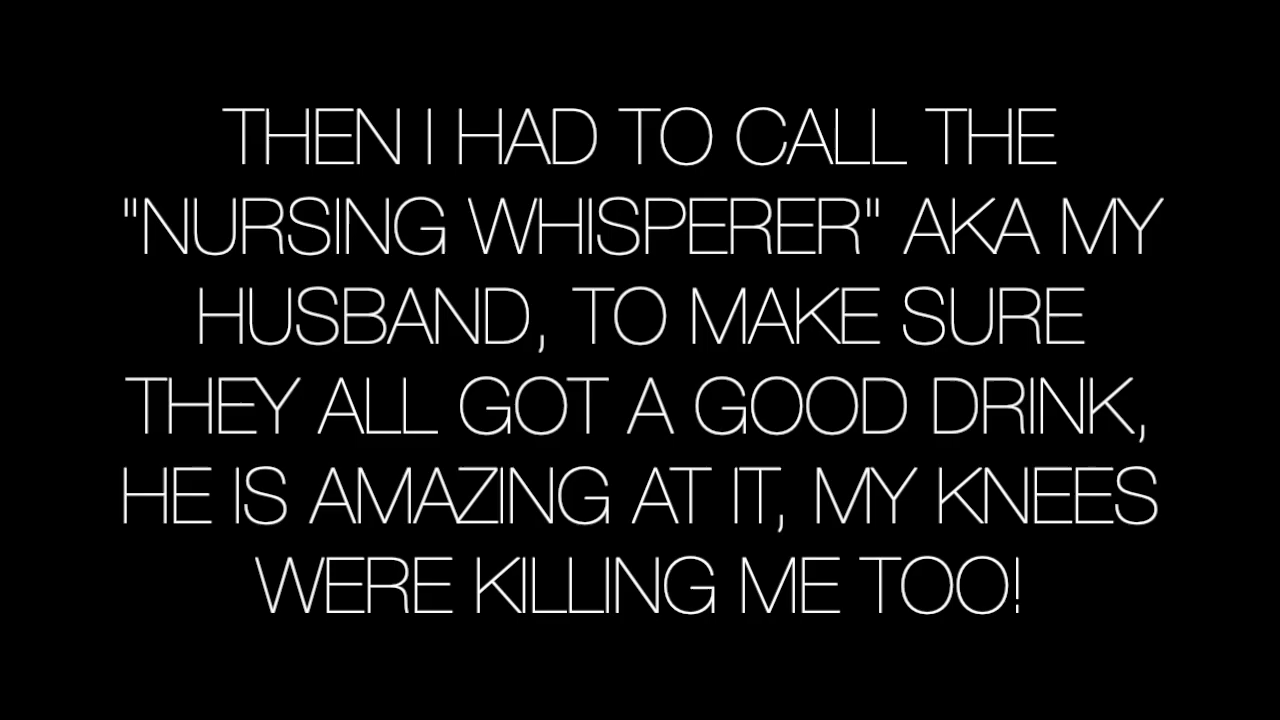 THEN I HAD TO CALL THE
"NURSING WHISPERER" AKA MY
HUSBAND, TO MAKE SURE
THEY ALL GOT A GOOD DRINK,
HE IS AMAZING AT IT, MY KNEES
WERE KILLING ME TOO!